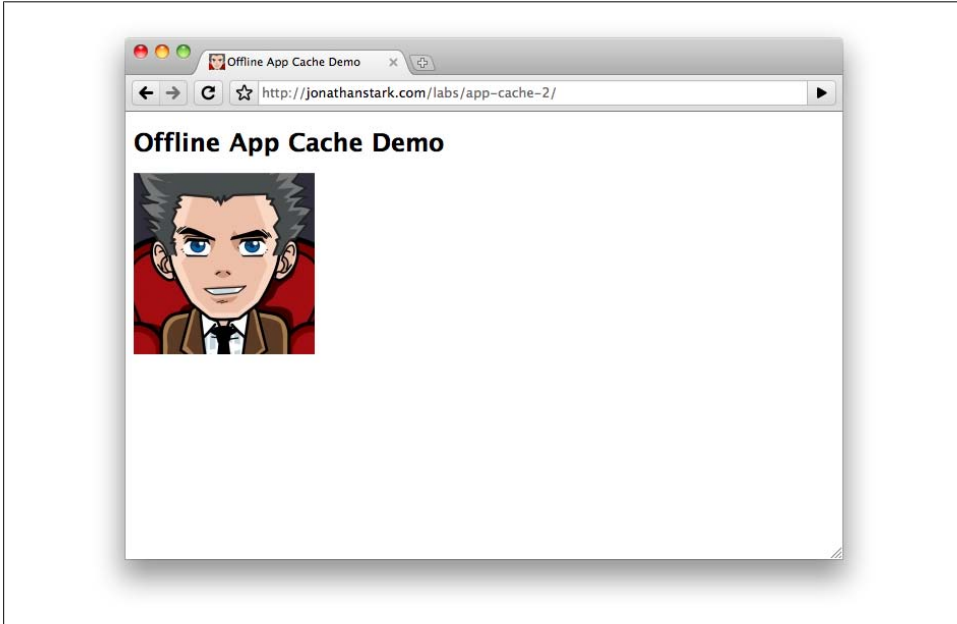 Offline App Cache Demo
http://jonathanstark.com/labs/app-cache-2/
Offline App Cache Demo